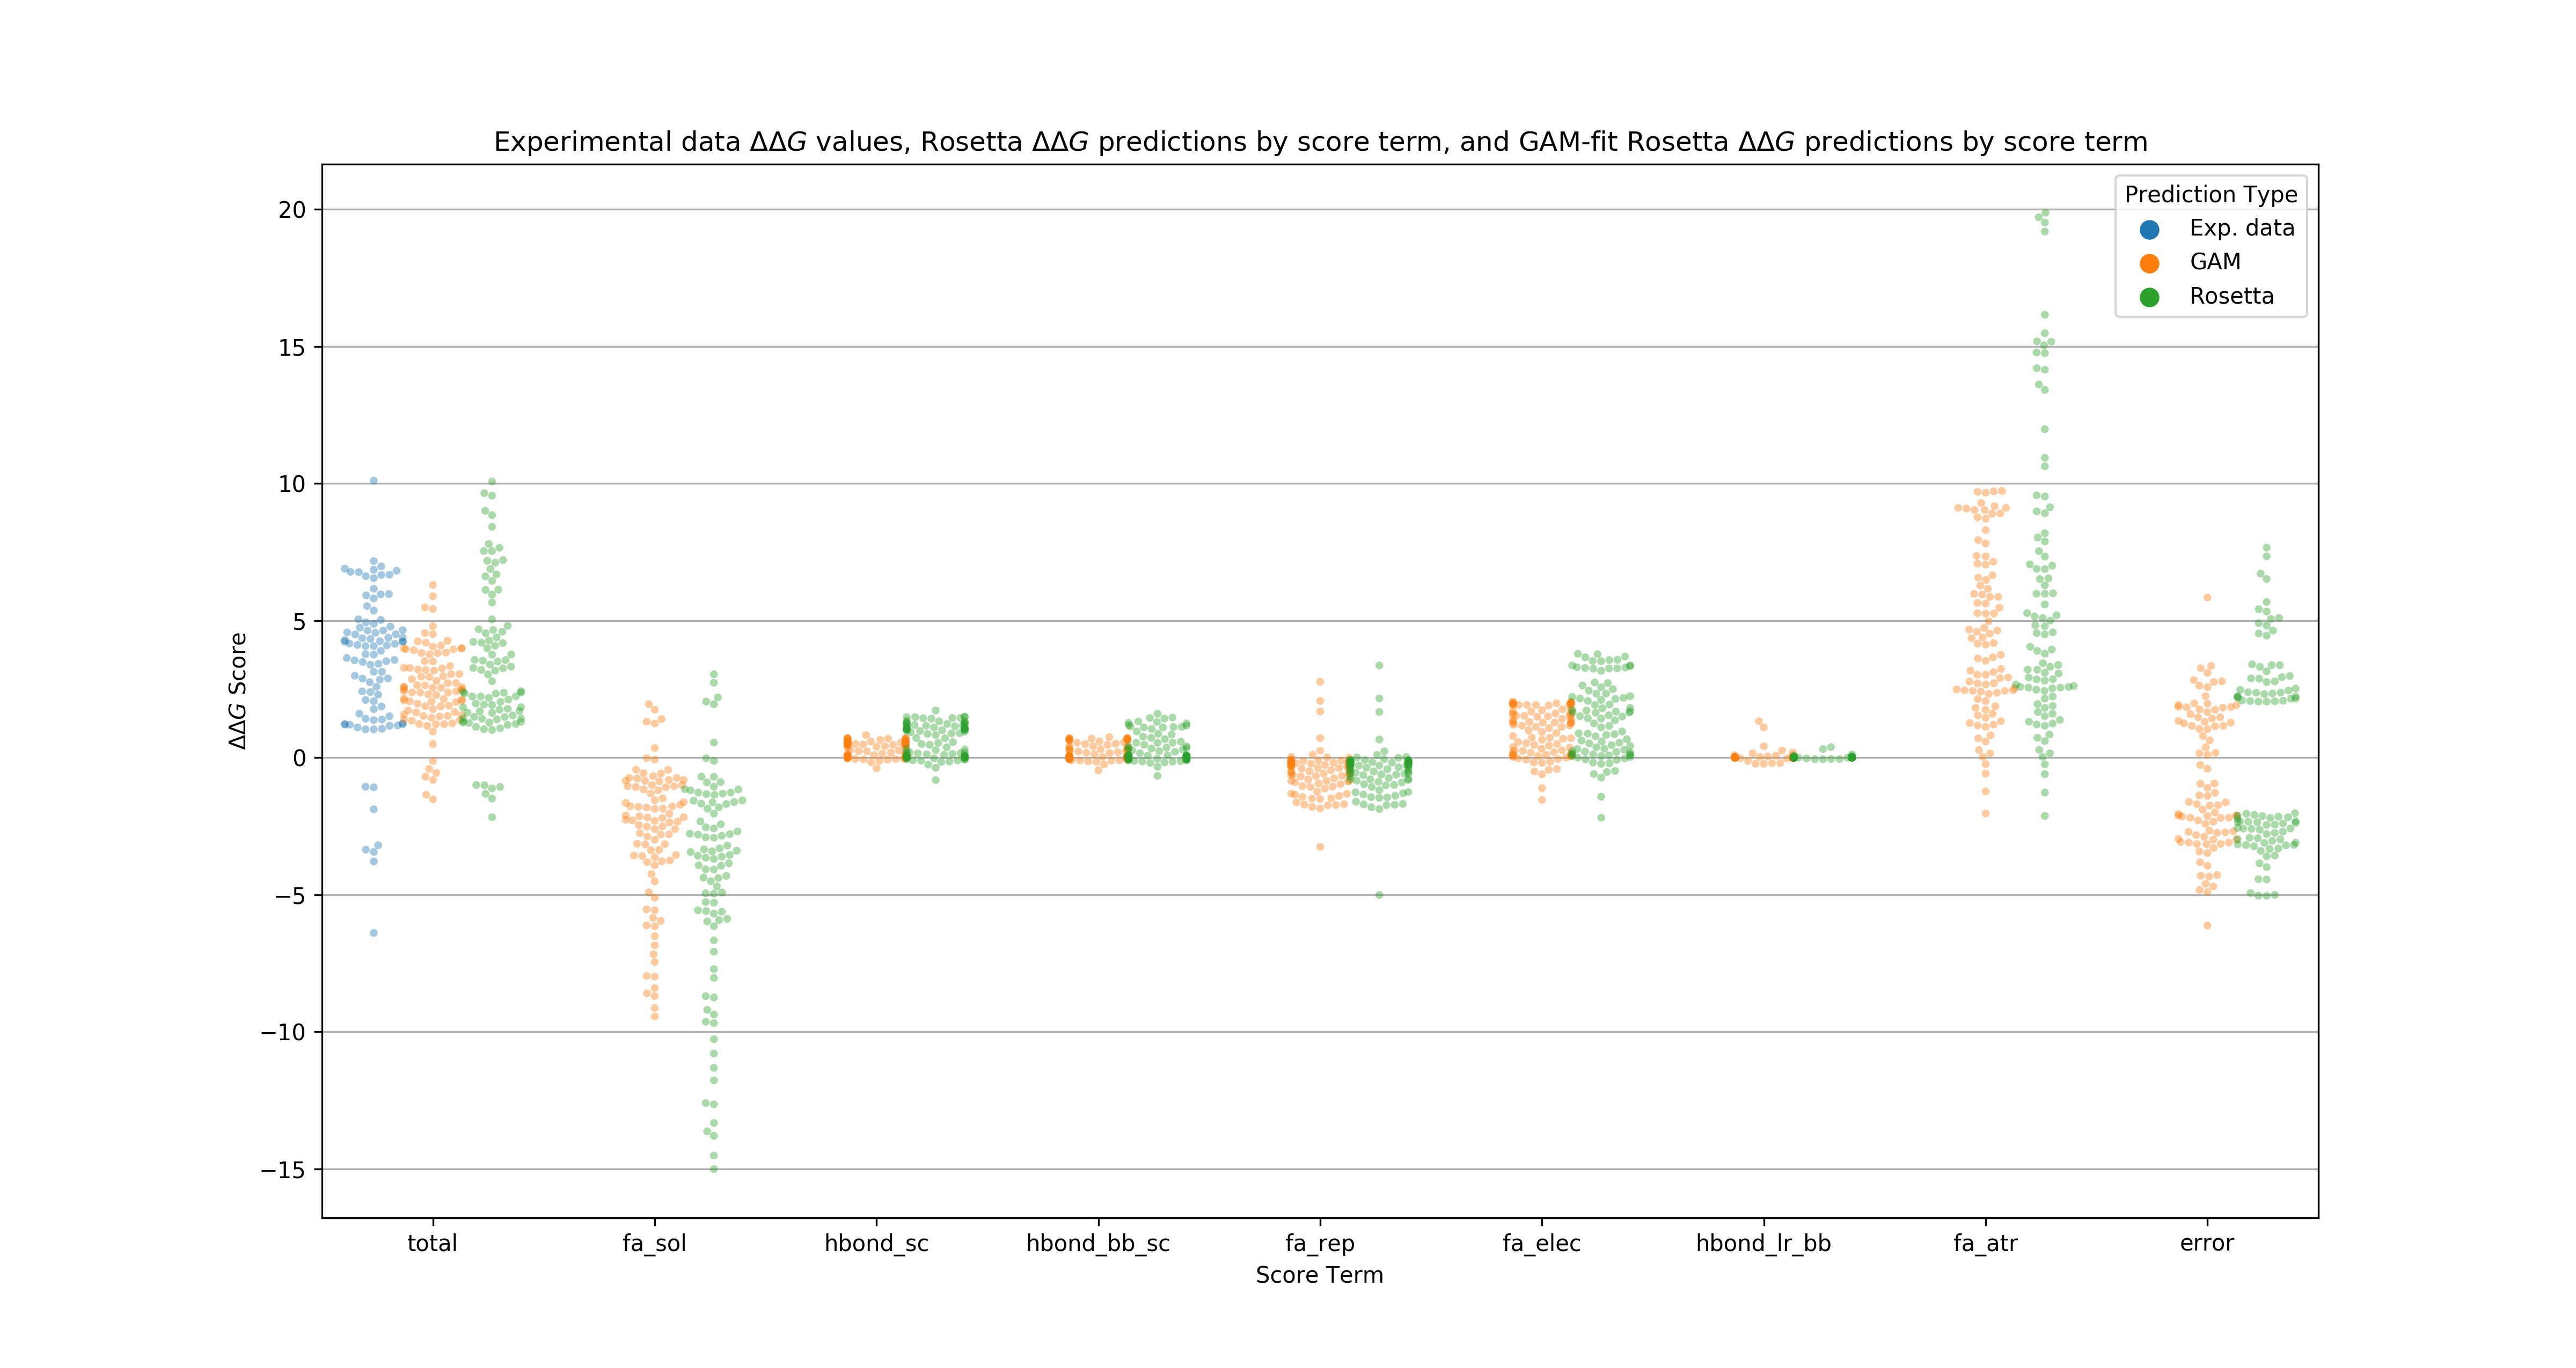 Experimental data ΔΔG values, Rosetta ΔΔG predictions by score term, and GAM-fit Rosetta ΔΔG predictions by score term
Prediction Type
Exp. data
GAM
Rosetta
20
15
10
5
0
−5
−10
−15
ΔΔG Score
total fa_sol hbond_sc hbond_bb_sc fa_rep fa_elec hbond_lr_bb fa_atr error
Score Term